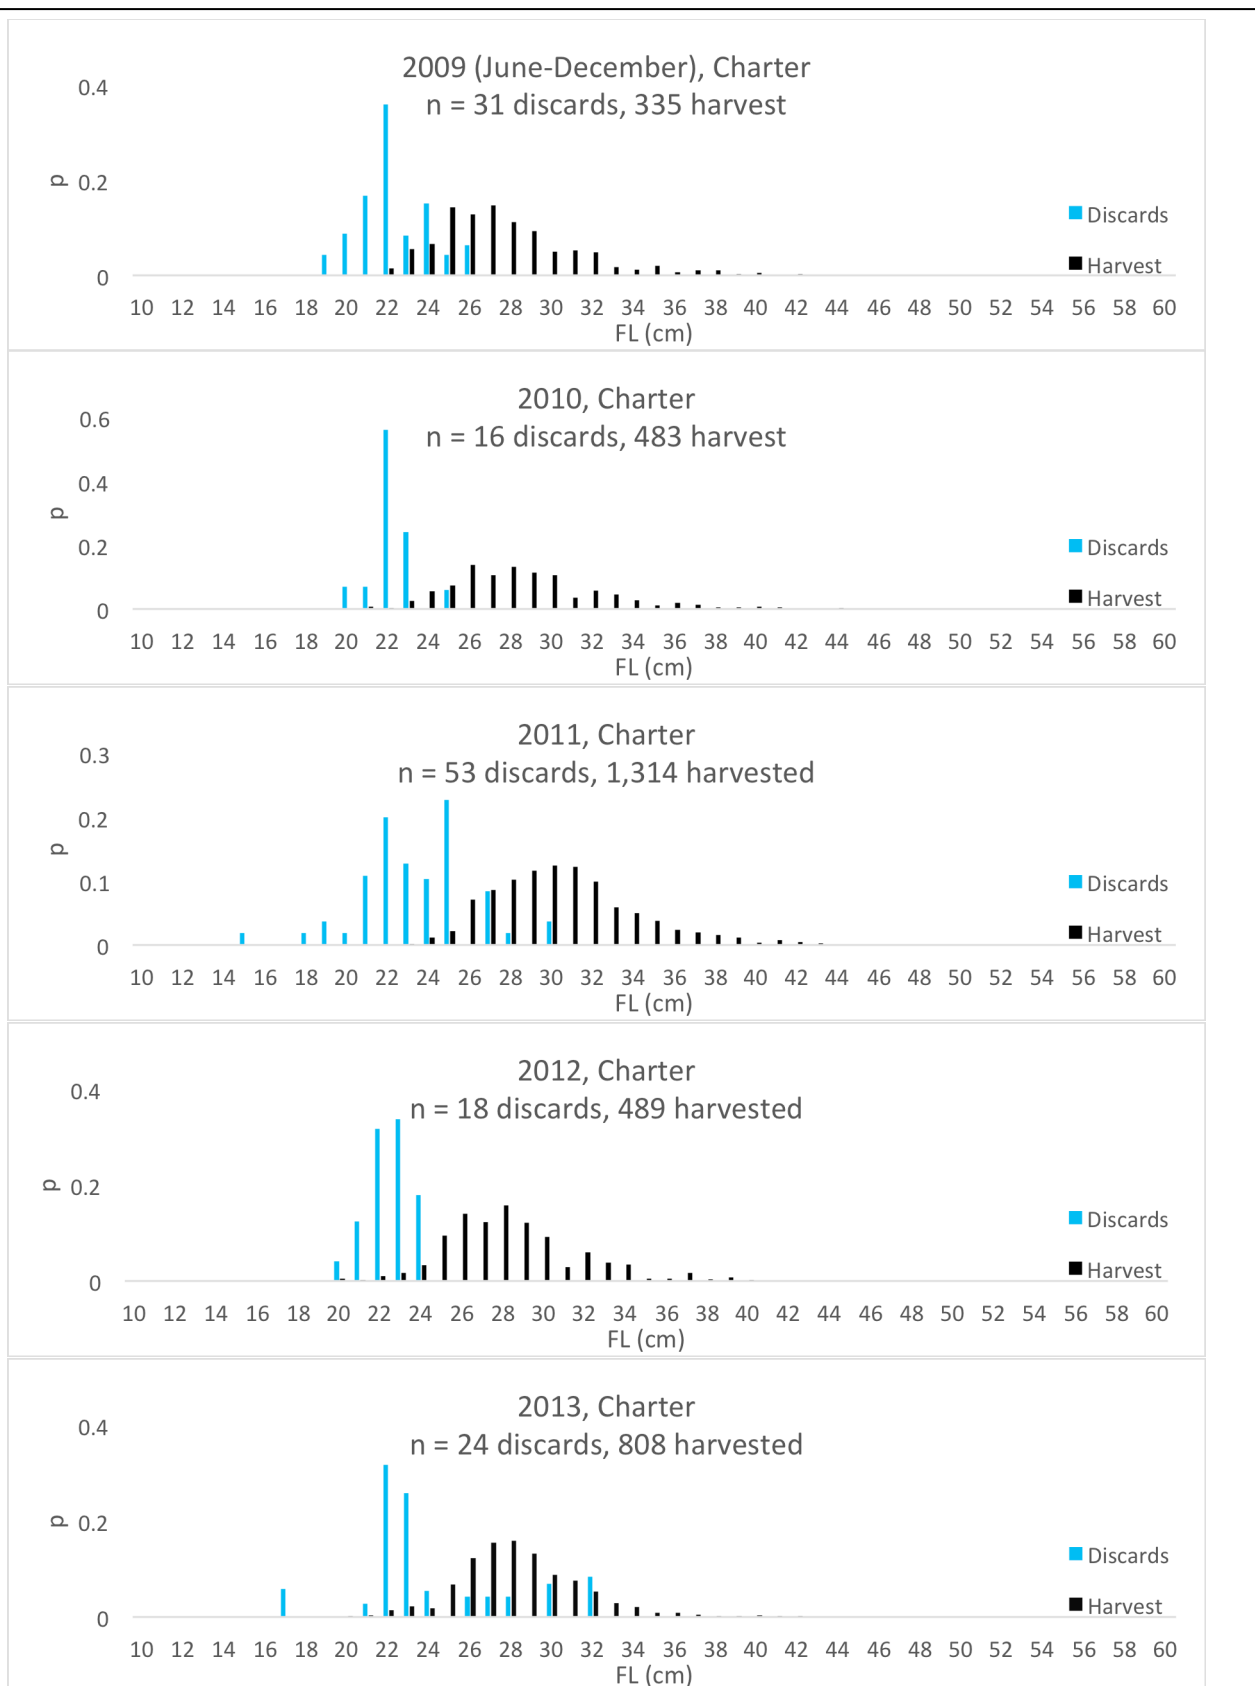 2009 (June-December), Charter
n = 31 discards, 335 harvest
0.4
0.2
0
p
Discards
Harvest
10 12 14 16 18 20 22 24 26 28 30 32 34 36 38 40 42 44 46 48 50 52 54 56 58 60
FL (cm)
2010, Charter
n = 16 discards, 483 harvest
0.6
0.4
0.2
0
p
Discards
Harvest
10 12 14 16 18 20 22 24 26 28 30 32 34 36 38 40 42 44 46 48 50 52 54 56 58 60
FL (cm)
2011, Charter
n = 53 discards, 1,314 harvested
0.3
0.2
0.1
0
p
Discards
Harvest
10 12 14 16 18 20 22 24 26 28 30 32 34 36 38 40 42 44 46 48 50 52 54 56 58 60
FL (cm)
2012, Charter
n = 18 discards, 489 harvested
0.4
0.2
0
p
Discards
Harvest
10 12 14 16 18 20 22 24 26 28 30 32 34 36 38 40 42 44 46 48 50 52 54 56 58 60
FL (cm)
2013, Charter
n = 24 discards, 808 harvested
0.4
0.2
0
p
Discards
Harvest
10 12 14 16 18 20 22 24 26 28 30 32 34 36 38 40 42 44 46 48 50 52 54 56 58 60
FL (cm)